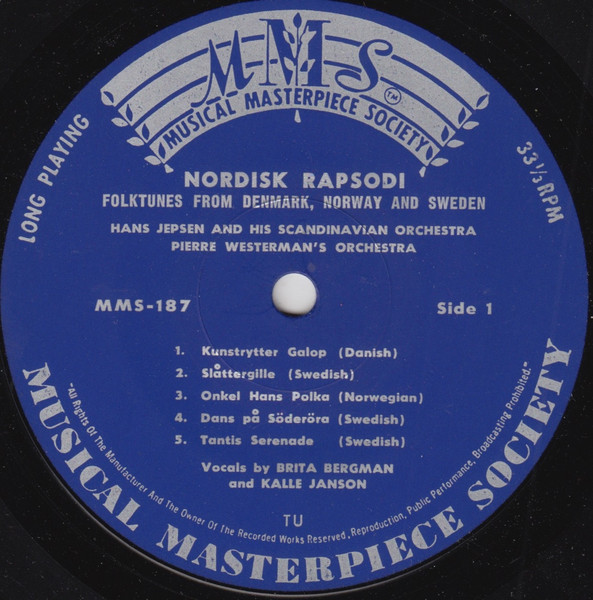 MMS ™
MUSICAL MASTERPIECE SOCIETY
LONG PLAYING
33 1/3 RPM
NORDISK RAPSODI
FOLKTUNES FROM DENMARK, NORWAY AND SWEDEN
HANS JEPSEN AND HIS SCANDINAVIAN ORCHESTRA
PIERRE WESTERMAN'S ORCHESTRA
MMS-187
Side 1
1. Kunstrytter Galop (Danish)
2. Slåttergille (Swedish)
3. Onkel Hans Polka (Norwegian)
4. Dans på Söderöra (Swedish)
5. Tantis Serenade (Swedish)
Vocals by BRITA BERGMAN
and KALLE JANSON
TU
"All Rights Of The Manufacturer And The Owner Of The Recorded Works Reserved, Reproduction, Public Performance, Broadcasting Prohibited."
MUSICAL MASTERPIECE SOCIETY